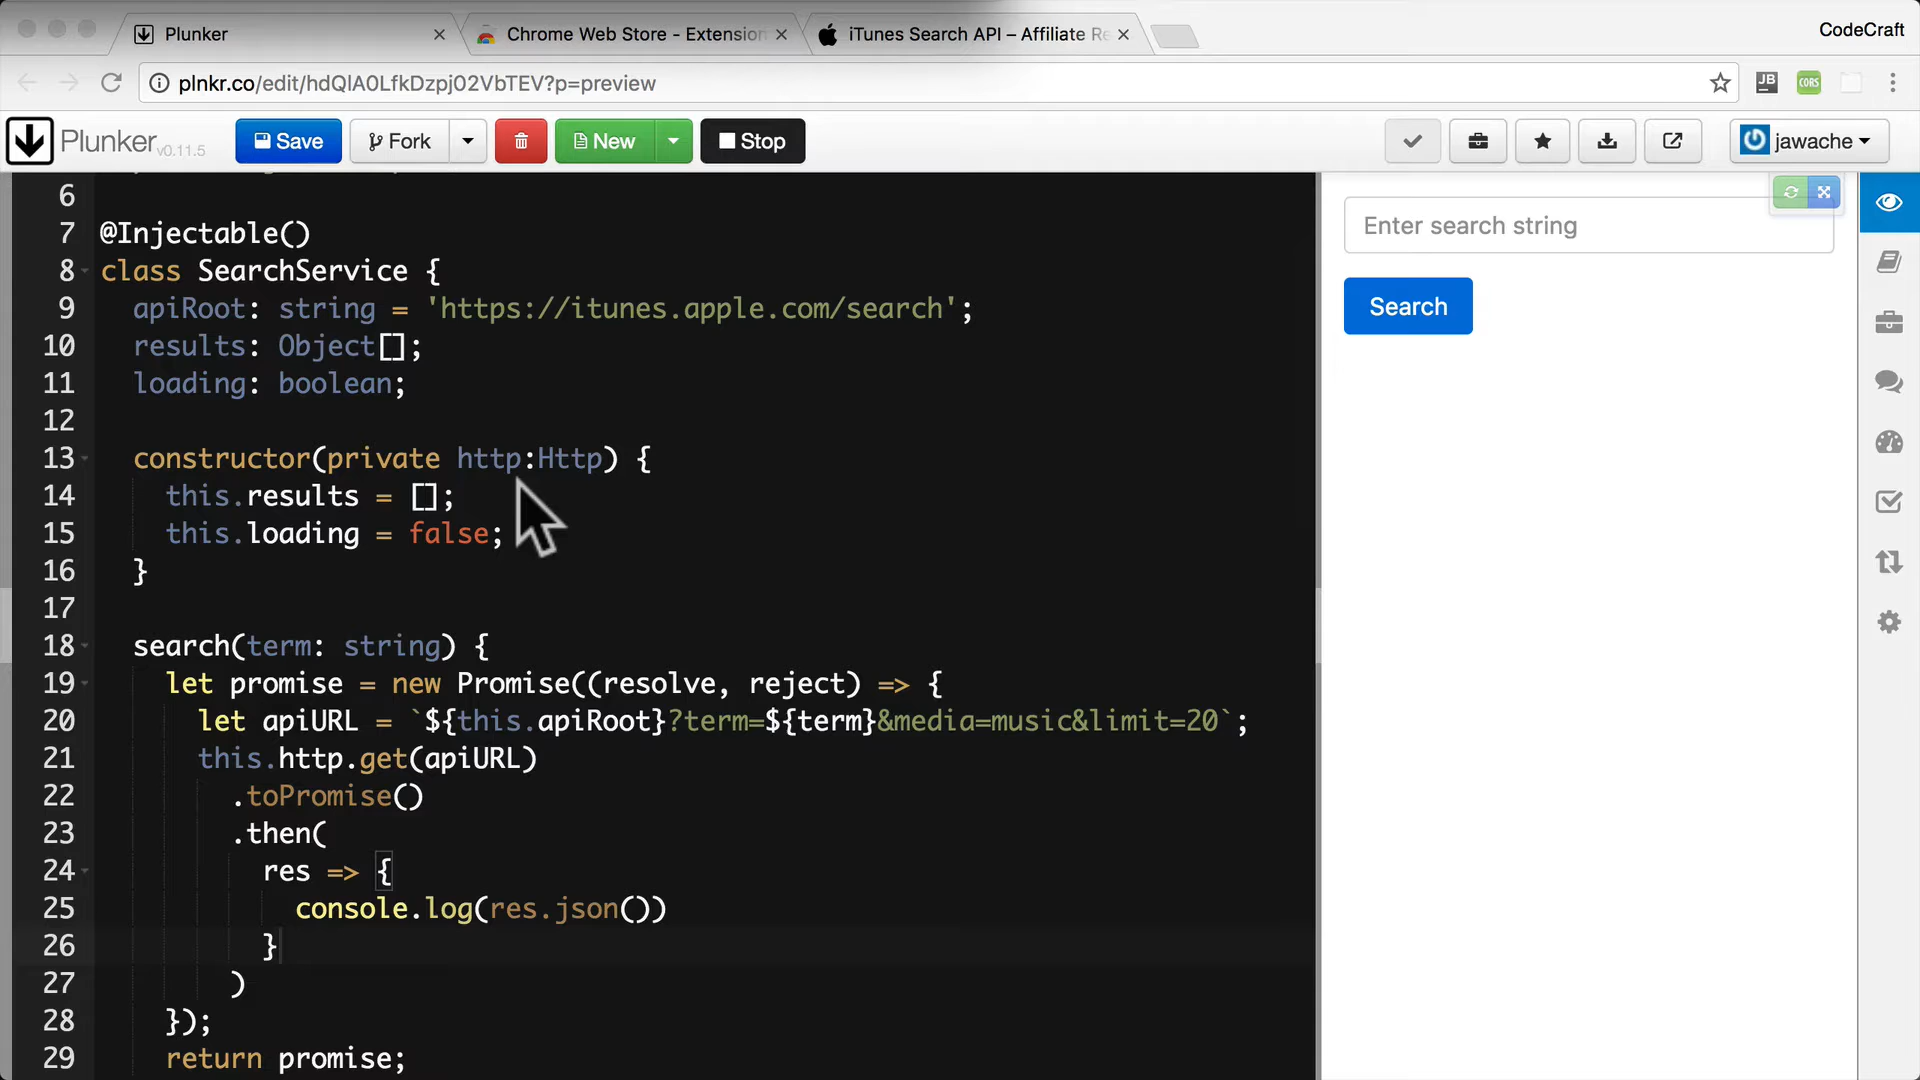 Plunker
Chrome Web Store - Extension
iTunes Search API – Affiliate Re
CodeCraft
plnkr.co/edit/hdQlA0LfkDzpj02VbTEV?p=preview
JB
CORS
Plunker v0.11.5
Save
Fork
New
Stop
jawache
6
7 @Injectable()
8 class SearchService {
9 apiRoot: string = 'https://itunes.apple.com/search';
10 results: Object[];
11 loading: boolean;
12
13 constructor(private http:Http) {
14 this.results = [];
15 this.loading = false;
16 }
17
18 search(term: string) {
19 let promise = new Promise((resolve, reject) => {
20 let apiURL = `${this.apiRoot}?term=${term}&media=music&limit=20`;
21 this.http.get(apiURL)
22 .toPromise()
23 .then(
24 res => {
25 console.log(res.json())
26 }
27 )
28 });
29 return promise;
Enter search string
Search